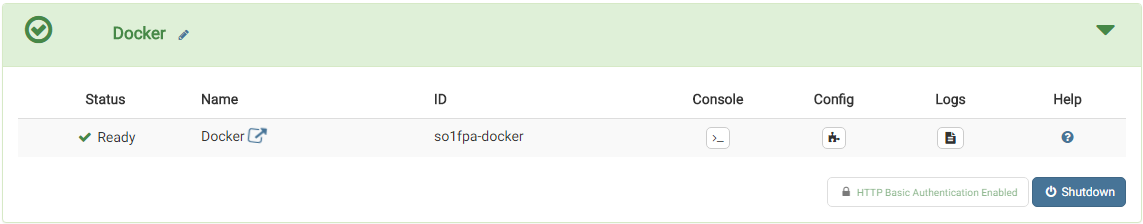 Docker
Status Name ID Console Config Logs Help
Ready Docker so1fpa-docker >_
HTTP Basic Authentication Enabled Shutdown